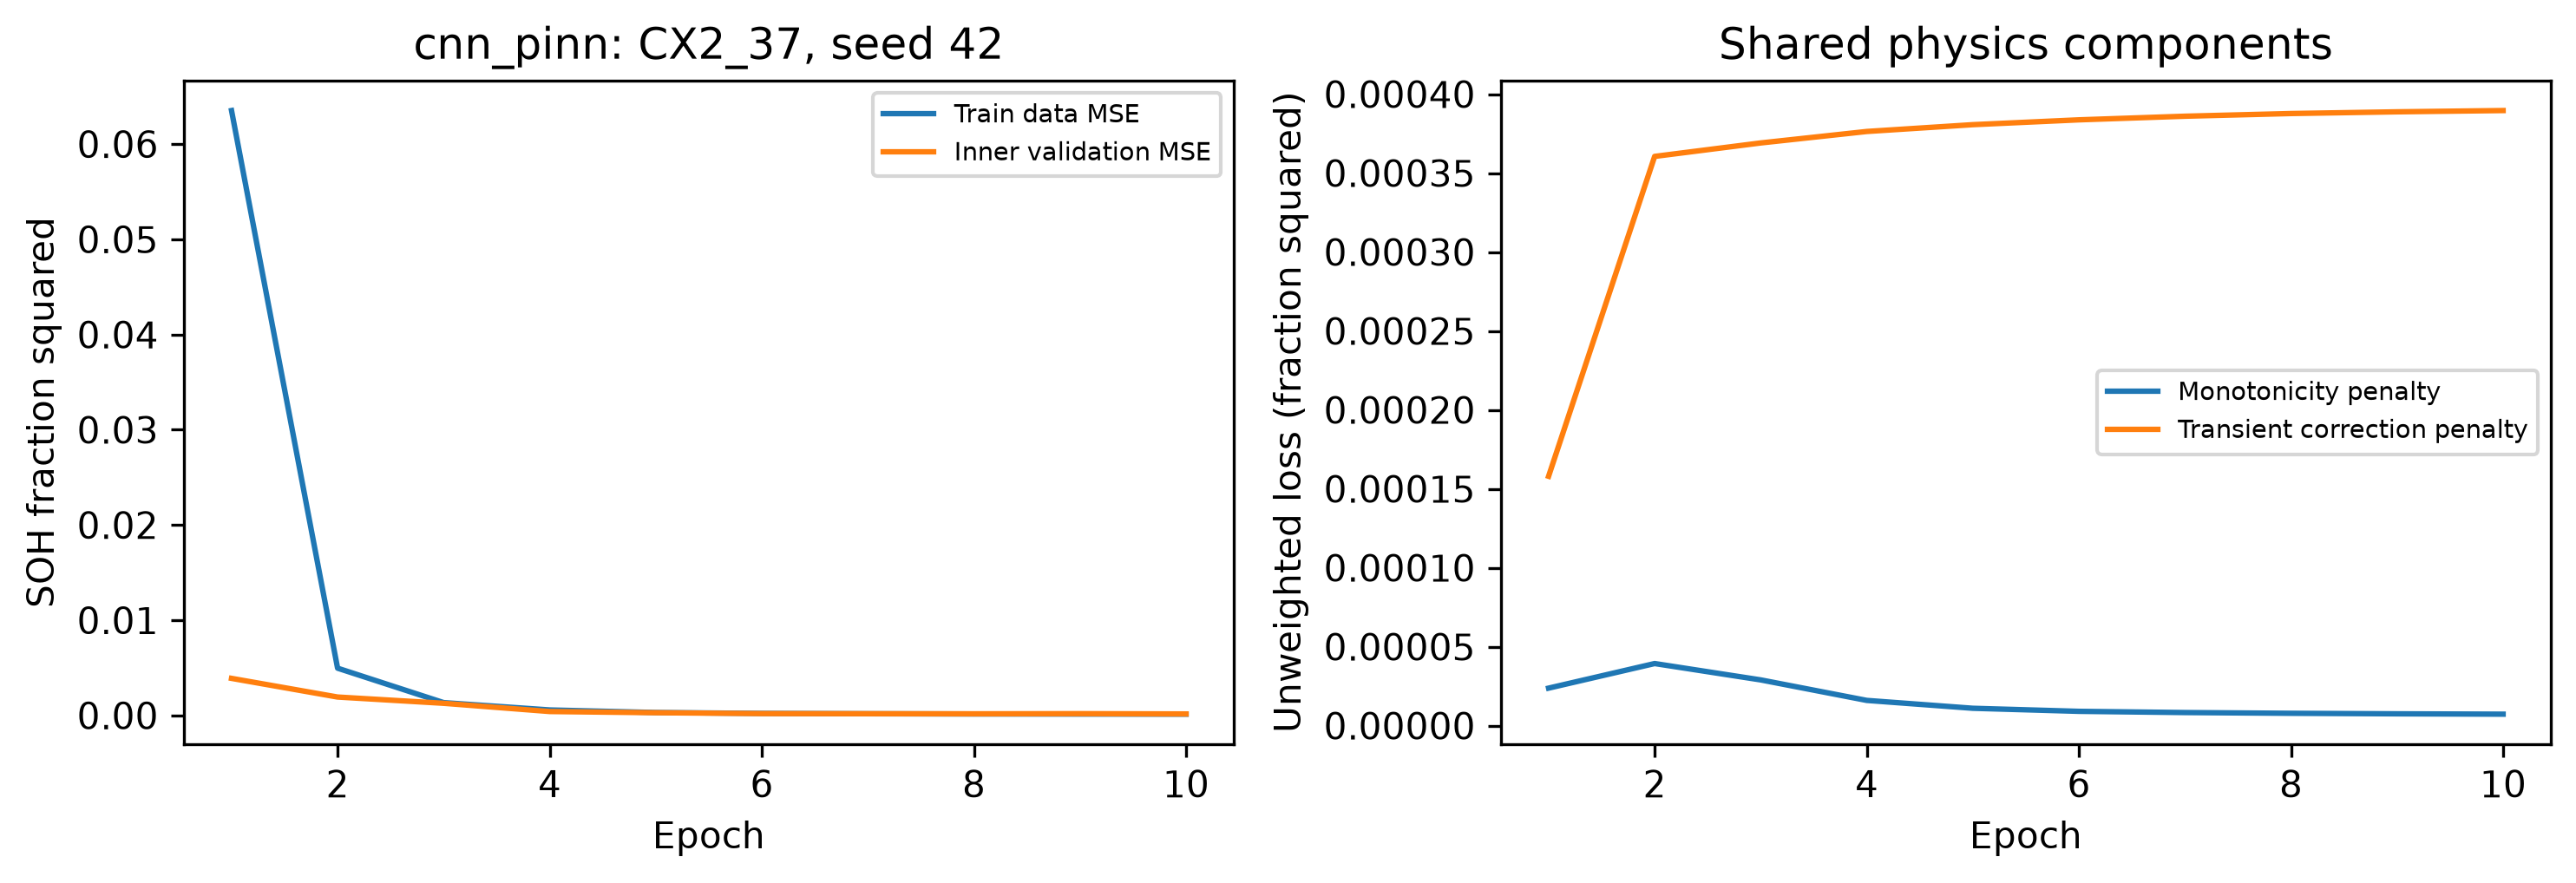 cnn_pinn: CX2_37, seed 42
SOH fraction squared
0.06
0.05
0.04
0.03
0.02
0.01
0.00
Train data MSE
Inner validation MSE
2 4 6 8 10
Epoch
Shared physics components
Unweighted loss (fraction squared)
0.00040
0.00035
0.00030
0.00025
0.00020
0.00015
0.00010
0.00005
0.00000
Monotonicity penalty
Transient correction penalty
2 4 6 8 10
Epoch